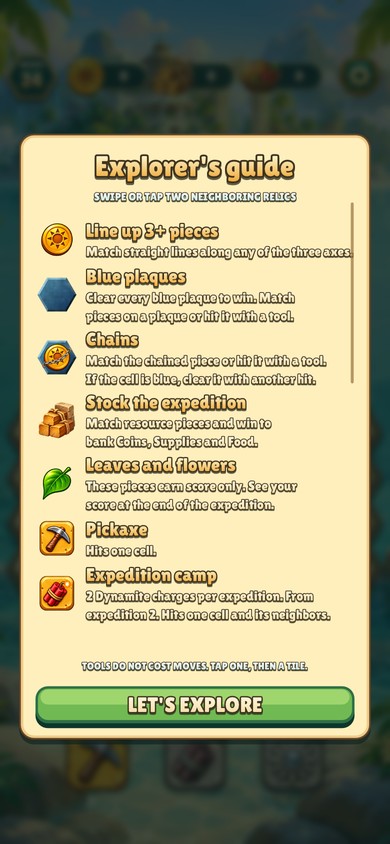 Explorer's guide
SWIPE OR TAP TWO NEIGHBORING RELICS
Line up 3+ pieces
Match straight lines along any of the three axes.
Blue plaques
Clear every blue plaque to win. Match
pieces on a plaque or hit it with a tool.
Chains
Match the chained piece or hit it with a tool.
If the cell is blue, clear it with another hit.
Stock the expedition
Match resource pieces and win to
bank Coins, Supplies and Food.
Leaves and flowers
These pieces earn score only. See your
score at the end of the expedition.
Pickaxe
Hits one cell.
Expedition camp
2 Dynamite charges per expedition. From
expedition 2. Hits one cell and its neighbors.
TOOLS DO NOT COST MOVES. TAP ONE, THEN A TILE.
LET'S EXPLORE